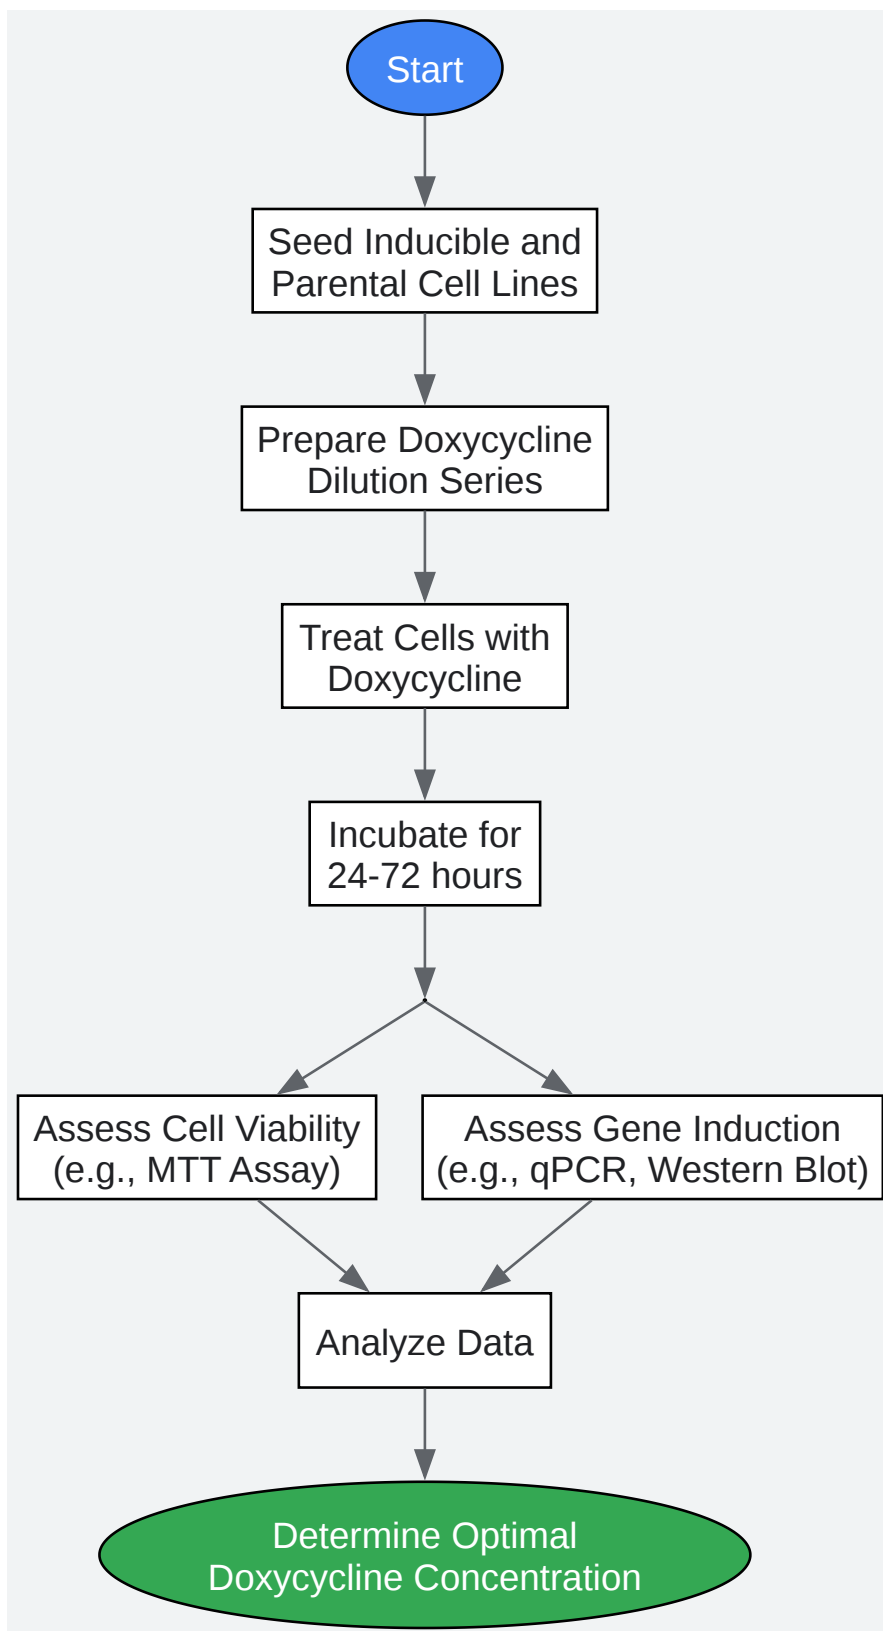 Start
Seed Inducible and
Parental Cell Lines
Prepare Doxycycline
Dilution Series
Treat Cells with
Doxycycline
Incubate for
24-72 hours
Assess Cell Viability
(e.g., MTT Assay)
Assess Gene Induction
(e.g., qPCR, Western Blot)
Analyze Data
Determine Optimal
Doxycycline Concentration